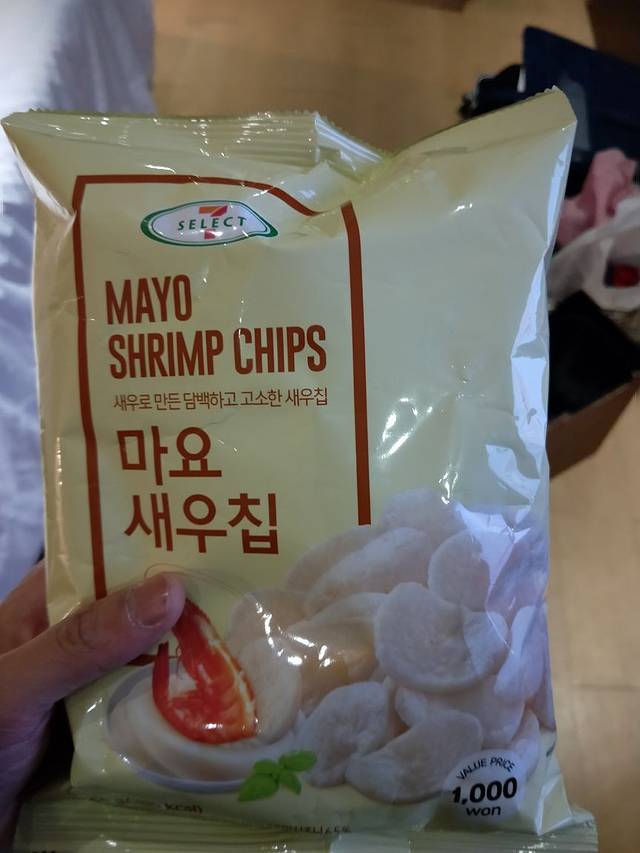 7 SELECT
MAYO
SHRIMP CHIPS
새우로 만든 담백하고 고소한 새우칩
마요
새우칩
VALUE PRICE
1,000
won